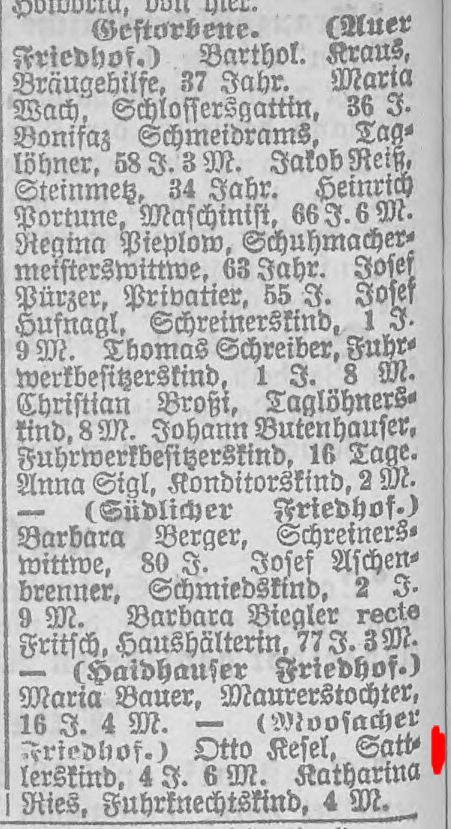 Howorka, von hier.
Gestorbene. (Auer
Friedhof.) Barthol. Kraus,
Bräugehilfe, 37 Jahr. Maria
Wach, Schlossersgattin, 36 J.
Bonifaz Schmeidrams, Tag-
löhner, 58 J. 3 M. Jakob Reiß,
Steinmetz, 34 Jahr. Heinrich
Portune, Maschinist, 66 J. 6 M.
Regina Pieplow, Schuhmacher-
meisterswittwe, 63 Jahr. Josef
Pürzer, Privatier, 55 J. Josef
Hufnagl, Schreinerskind, 1 J.
9 M. Thomas Schreiber, Fuhr-
werkbesitzerskind, 1 J. 8 M.
Christian Broßi, Taglöhners-
kind, 8 M. Johann Butenhauser,
Fuhrwerkbesitzerskind, 16 Tage.
Anna Sigl, Konditorskind, 2 M.
— (Südlicher Friedhof.)
Barbara Berger, Schreiners-
wittwe, 80 J. Josef Aschen-
brenner, Schmiedskind, 2 J.
9 M. Barbara Biegler recte
Fritsch, Haushälterin, 77 J. 3 M.
— (Haidhauser Friedhof.)
Maria Bauer, Maurerstochter,
16 J. 4 M. — (Moosacher
Friedhof.) Otto Kesel, Satt-
lerskind, 4 J. 6 M. Katharina
Ries, Fuhrknechtskind, 4 M.